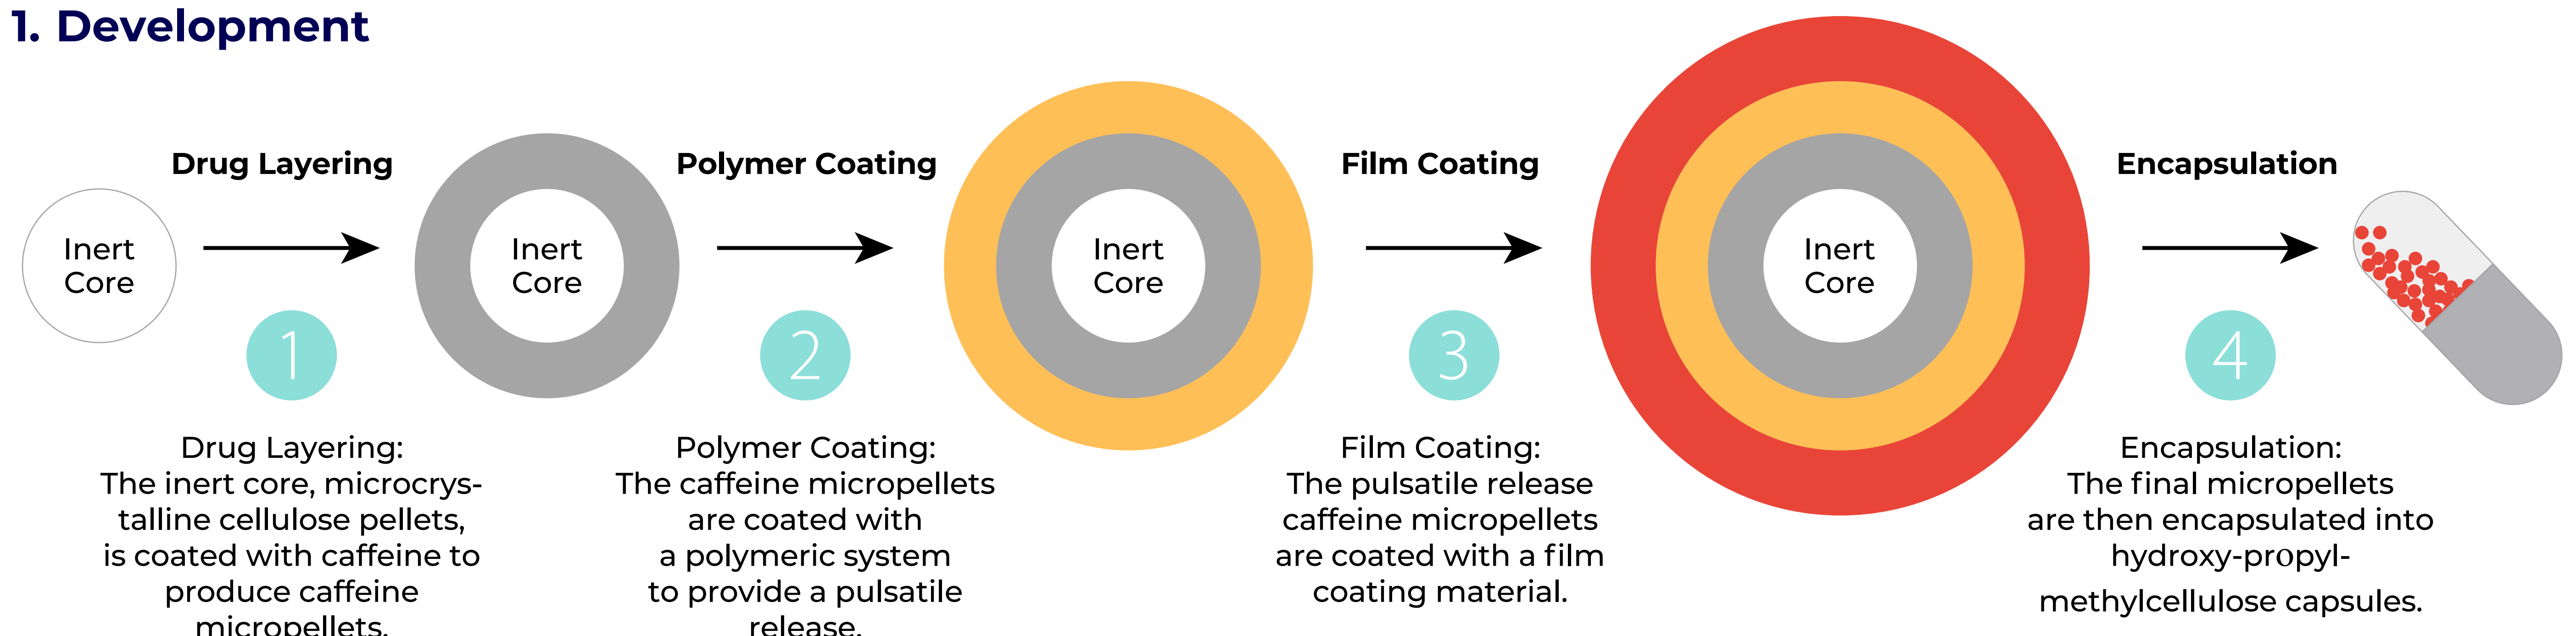 1. Development
Drug Layering
Polymer Coating
Film Coating
Encapsulation
Inert
Core
Inert
Core
Inert
Core
Inert
Core
1
2
3
4
Drug Layering:
The inert core, microcrys-
talline cellulose pellets,
is coated with caffeine to
produce caffeine
micropellets.
Polymer Coating:
The caffeine micropellets
are coated with
a polymeric system
to provide a pulsatile
release.
Film Coating:
The pulsatile release
caffeine micropellets
are coated with a film
coating material.
Encapsulation:
The final micropellets
are then encapsulated into
hydroxy-propyl-
methylcellulose capsules.